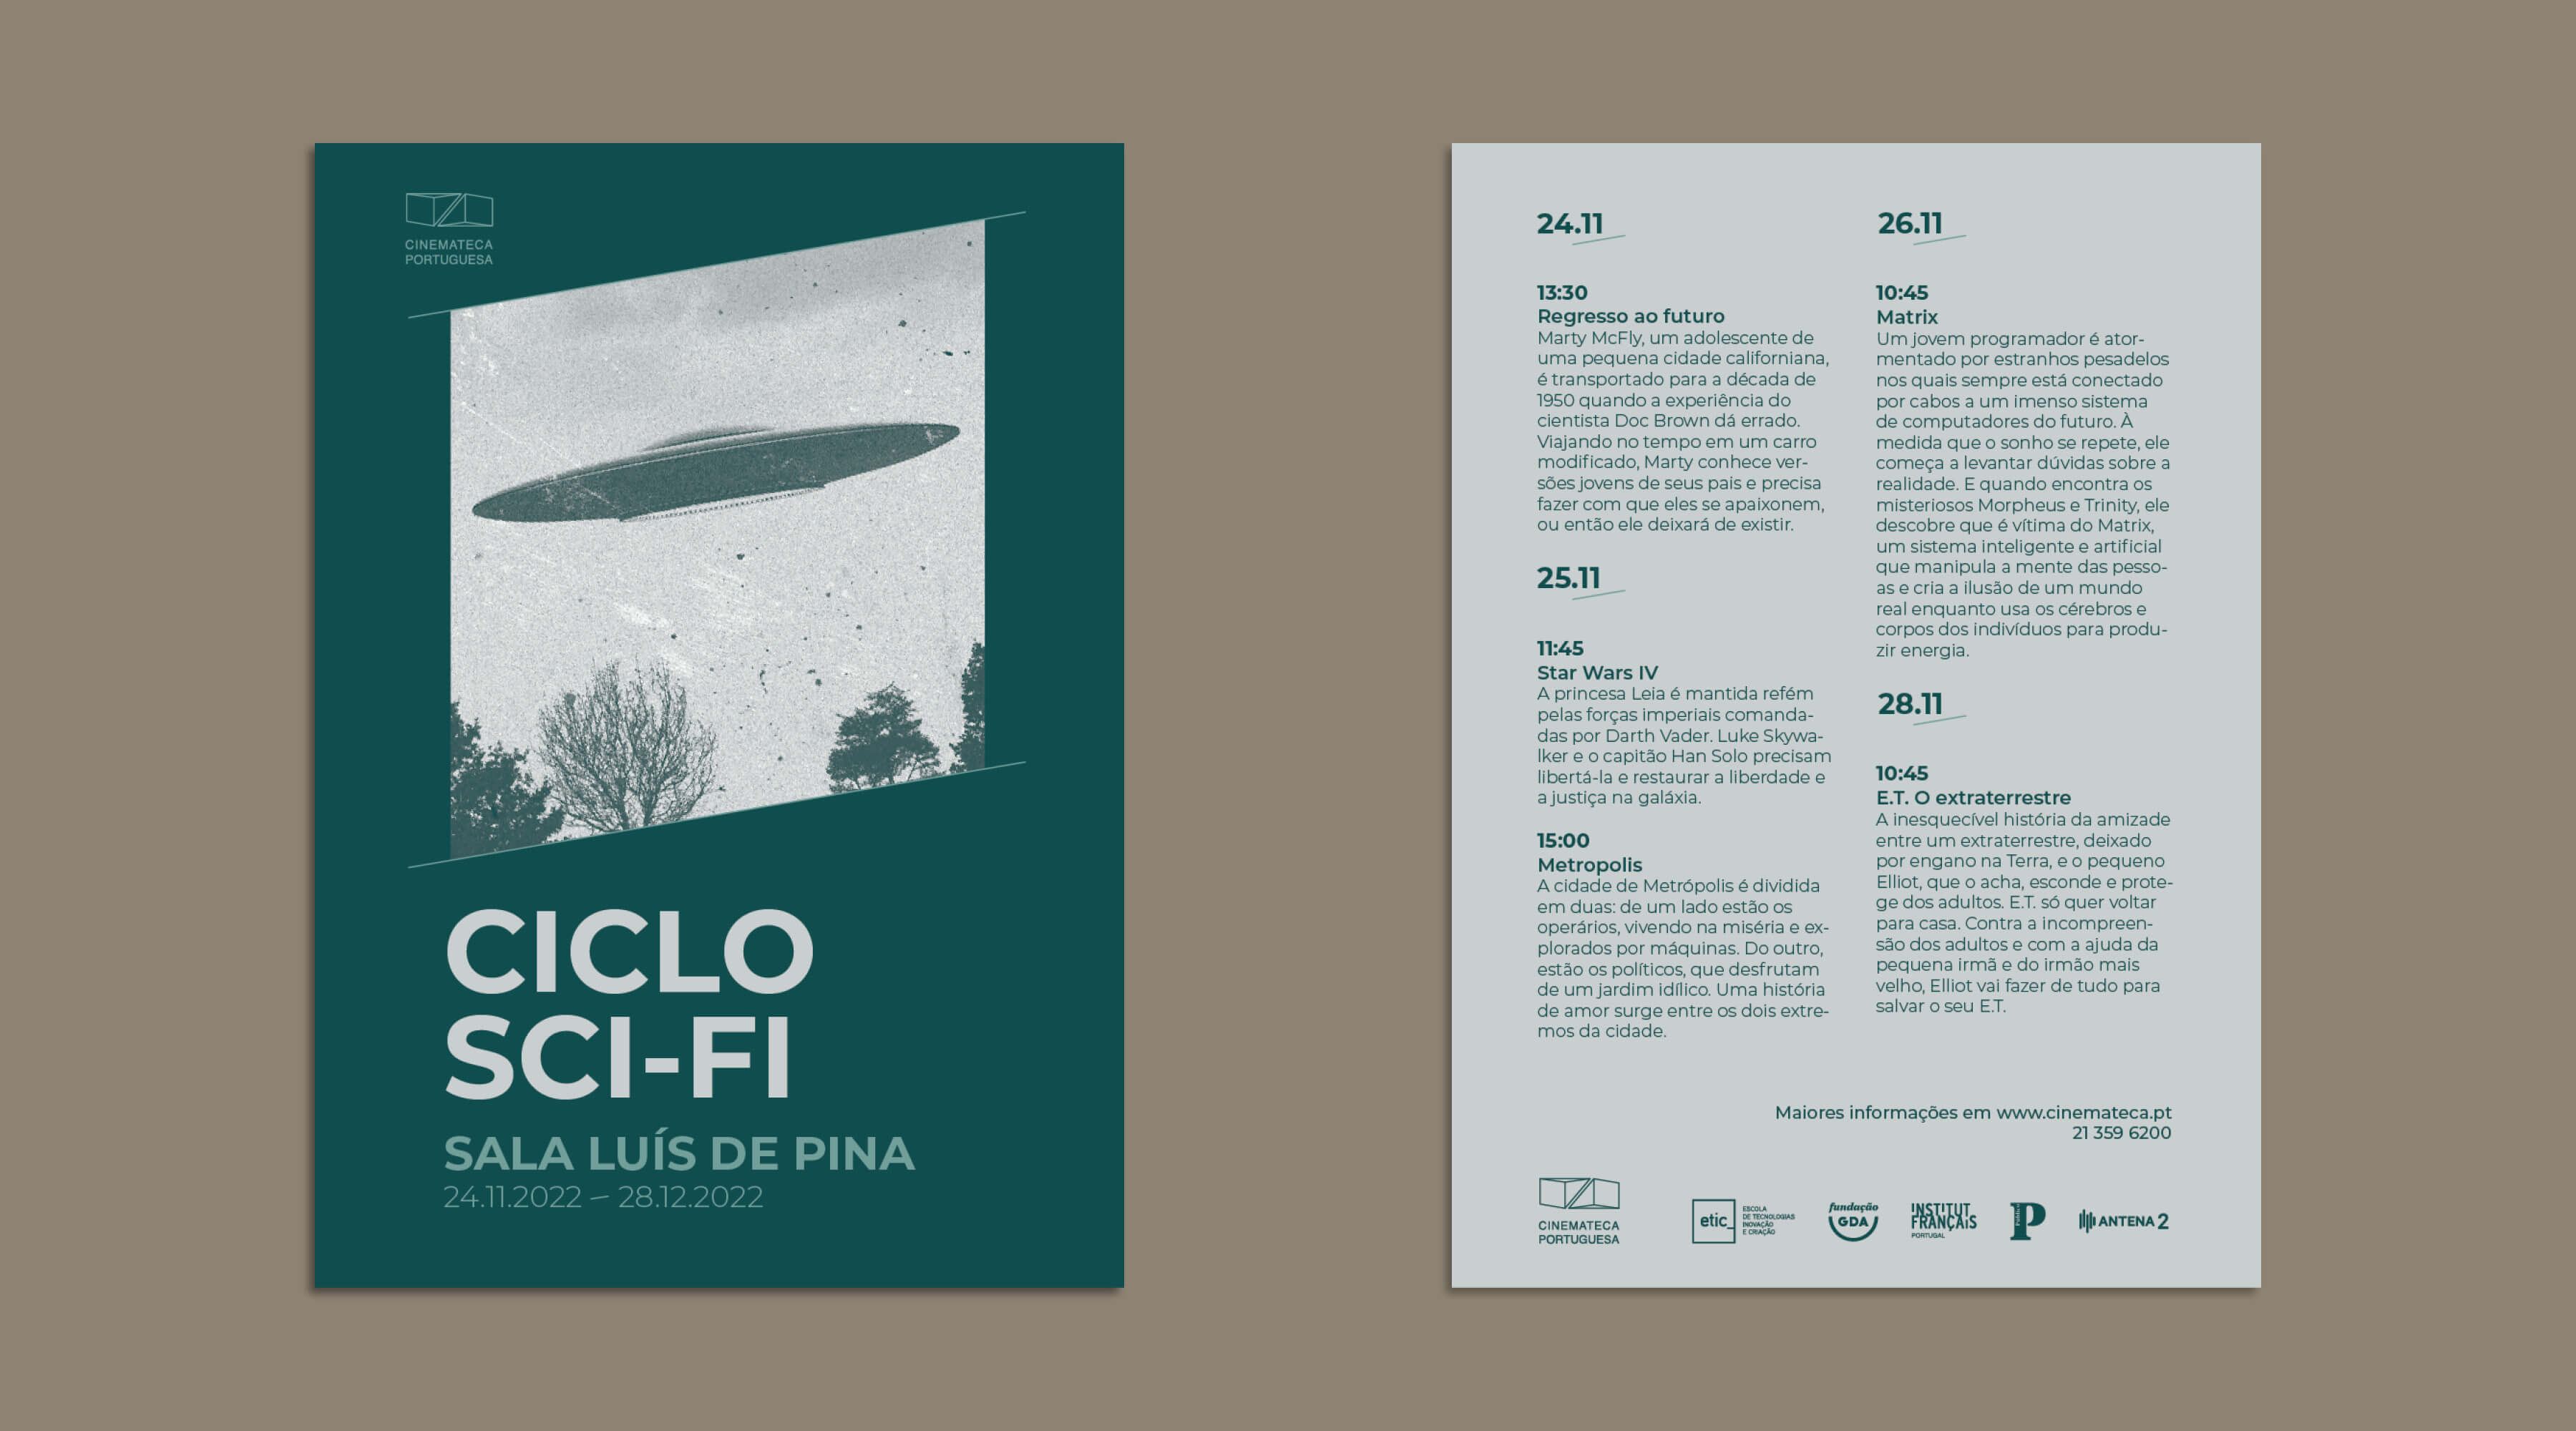 CINEMATECA
PORTUGUESA
CICLO
SCI-FI
SALA LUÍS DE PINA
24.11.2022 – 28.12.2022
24.11
13:30
Regresso ao futuro
Marty McFly, um adolescente de
uma pequena cidade californiana,
é transportado para a década de
1950 quando a experiência do
cientista Doc Brown dá errado.
Viajando no tempo em um carro
modificado, Marty conhece ver-
sões jovens de seus pais e precisa
fazer com que eles se apaixonem,
ou então ele deixará de existir.
25.11
11:45
Star Wars IV
A princesa Leia é mantida refém
pelas forças imperiais comanda-
das por Darth Vader. Luke Skywa-
lker e o capitão Han Solo precisam
libertá-la e restaurar a liberdade e
a justiça na galáxia.
15:00
Metropolis
A cidade de Metrópolis é dividida
em duas: de um lado estão os
operários, vivendo na miséria e ex-
plorados por máquinas. Do outro,
estão os políticos, que desfrutam
de um jardim idílico. Uma história
de amor surge entre os dois extre-
mos da cidade.
26.11
10:45
Matrix
Um jovem programador é ator-
mentado por estranhos pesadelos
nos quais sempre está conectado
por cabos a um imenso sistema
de computadores do futuro. À
medida que o sonho se repete, ele
começa a levantar dúvidas sobre a
realidade. E quando encontra os
misteriosos Morpheus e Trinity, ele
descobre que é vítima do Matrix,
um sistema inteligente e artificial
que manipula a mente das pesso-
as e cria a ilusão de um mundo
real enquanto usa os cérebros e
corpos dos indivíduos para produ-
zir energia.
28.11
10:45
E.T. O extraterrestre
A inesquecível história da amizade
entre um extraterrestre, deixado
por engano na Terra, e o pequeno
Elliot, que o acha, esconde e prote-
ge dos adultos. E.T. só quer voltar
para casa. Contra a incompreen-
são dos adultos e com a ajuda da
pequena irmã e do irmão mais
velho, Elliot vai fazer de tudo para
salvar o seu E.T.
Maiores informações em www.cinemateca.pt
21 359 6200
CINEMATECA
PORTUGUESA
etic_
ESCOLA
DE TECNOLOGIAS
INOVAÇÃO
E CRIAÇÃO
fundação
GDA
INSTITUT
FRANÇAIS
PORTUGAL
P
Público
ANTENA 2